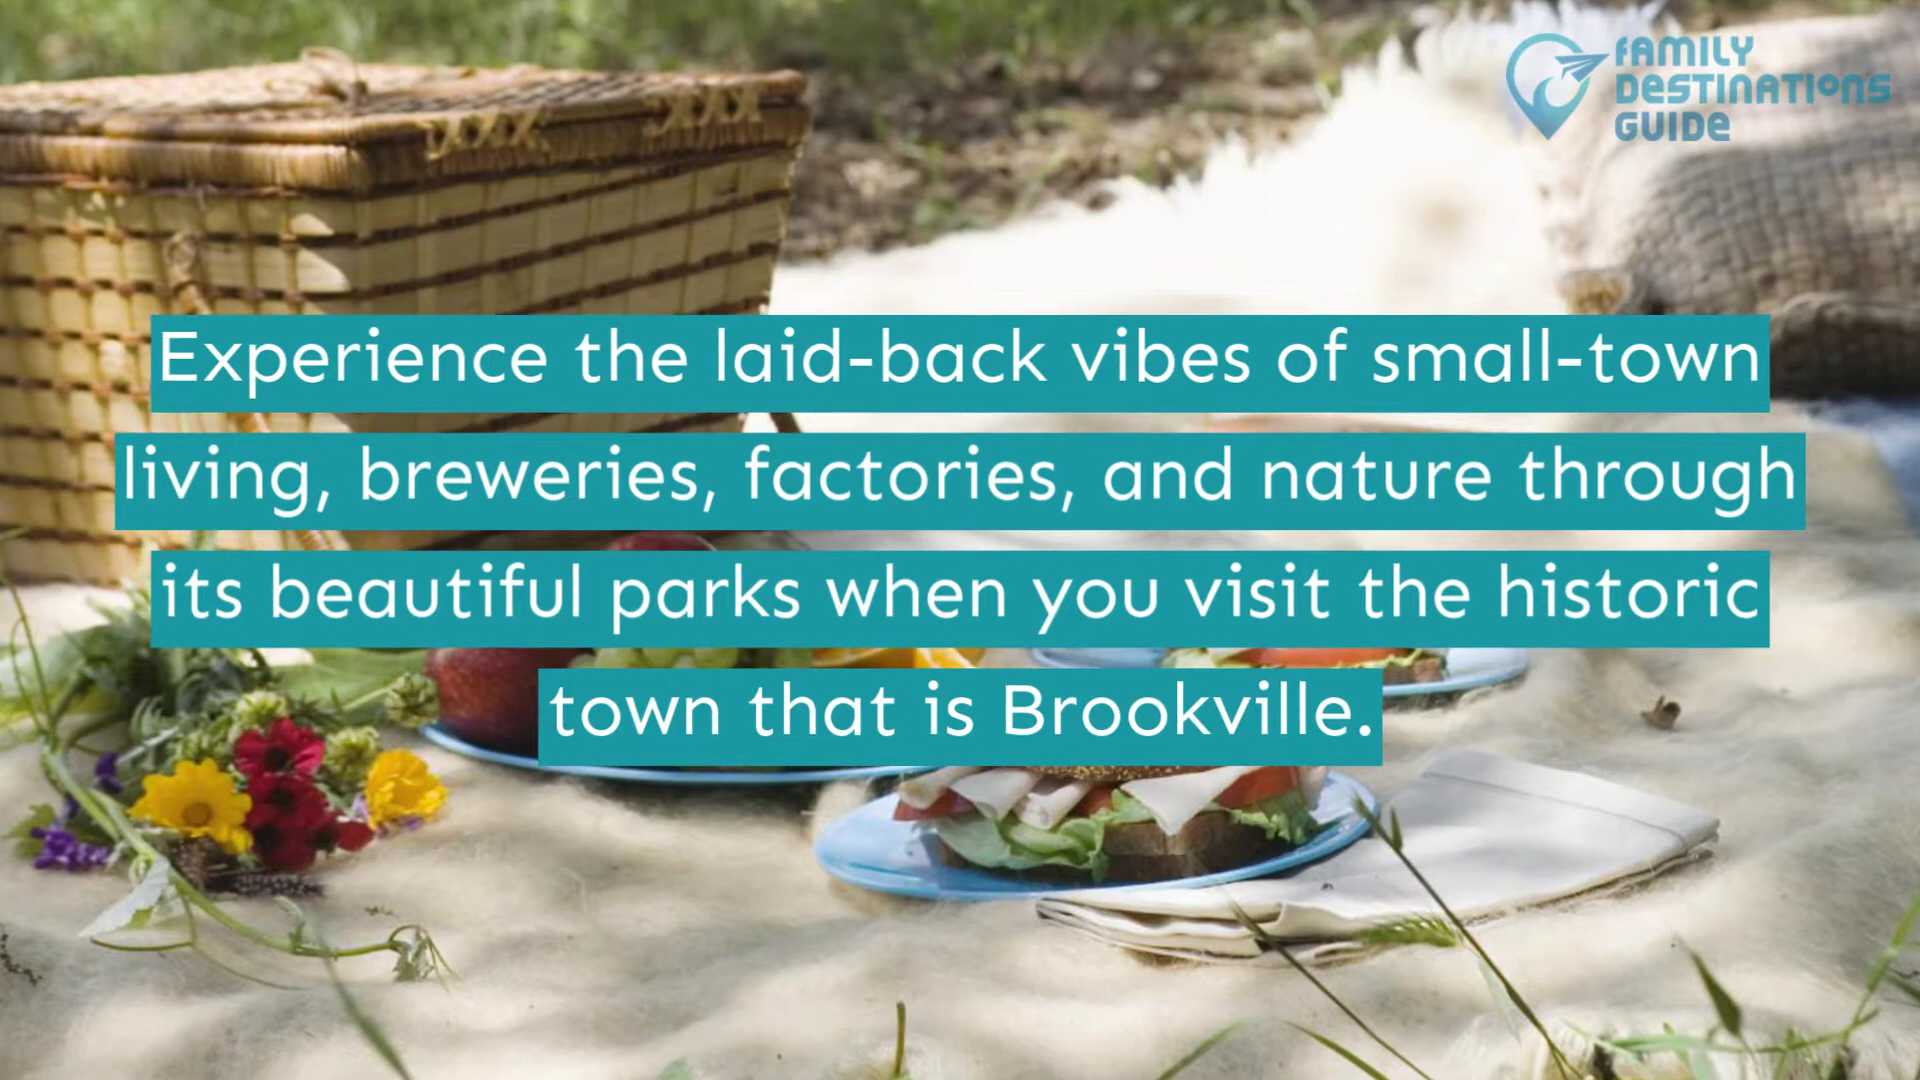 FAMILY
DESTINATIONS
GUIDE
Experience the laid-back vibes of small-town
living, breweries, factories, and nature through
its beautiful parks when you visit the historic
town that is Brookville.